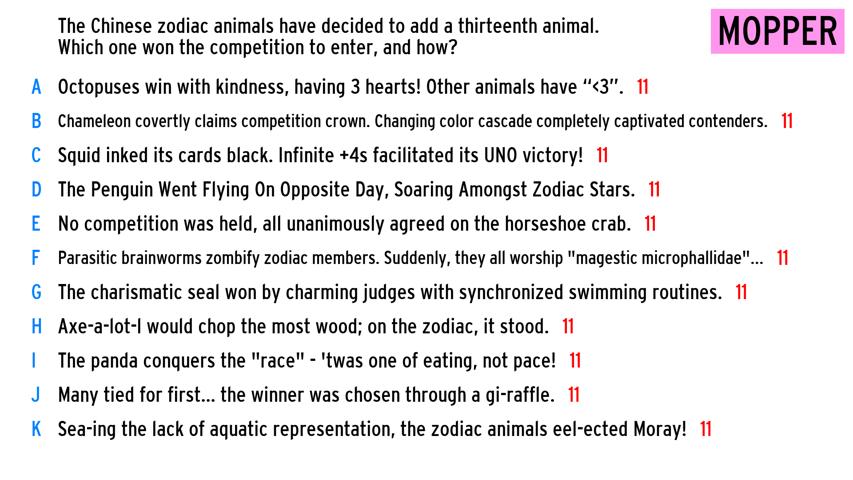 The Chinese zodiac animals have decided to add a thirteenth animal.
Which one won the competition to enter, and how?
MOPPER
A Octopuses win with kindness, having 3 hearts! Other animals have “<3”. 11
B Chameleon covertly claims competition crown. Changing color cascade completely captivated contenders. 11
C Squid inked its cards black. Infinite +4s facilitated its UNO victory! 11
D The Penguin Went Flying On Opposite Day, Soaring Amongst Zodiac Stars. 11
E No competition was held, all unanimously agreed on the horseshoe crab. 11
F Parasitic brainworms zombify zodiac members. Suddenly, they all worship "magestic microphallidae"... 11
G The charismatic seal won by charming judges with synchronized swimming routines. 11
H Axe-a-lot-l would chop the most wood; on the zodiac, it stood. 11
I The panda conquers the "race" - 'twas one of eating, not pace! 11
J Many tied for first... the winner was chosen through a gi-raffle. 11
K Sea-ing the lack of aquatic representation, the zodiac animals eel-ected Moray! 11